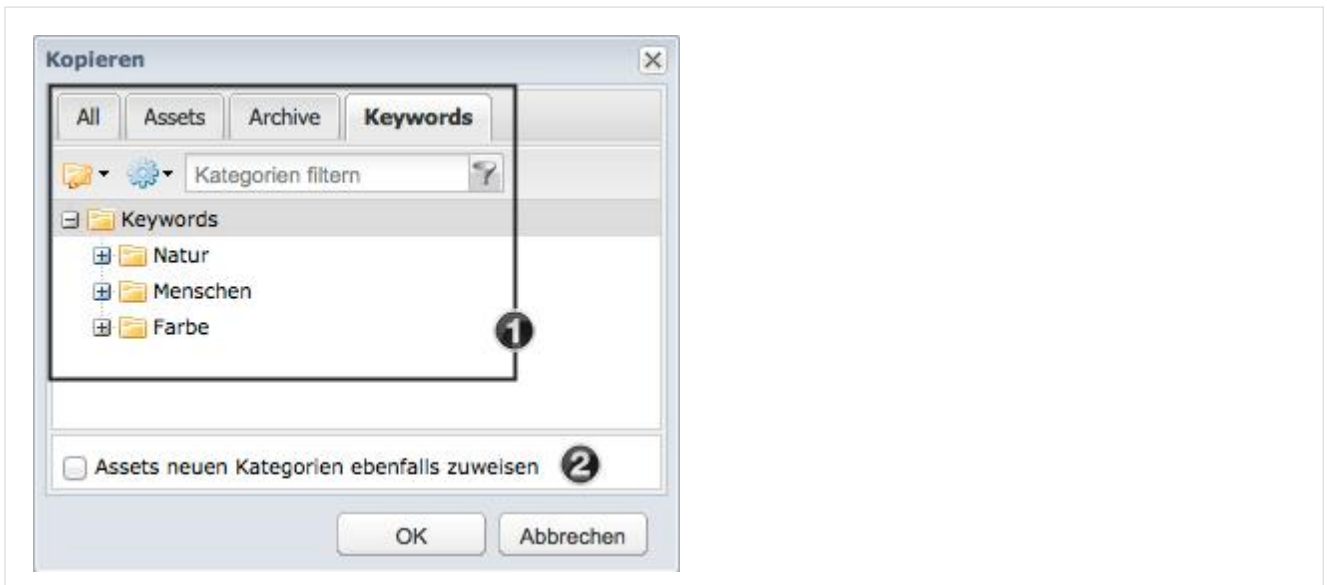 Kopieren
All Assets Archive Keywords
Kategorien filtern
Keywords
Natur
Menschen
Farbe
1
Assets neuen Kategorien ebenfalls zuweisen 2
OK Abbrechen